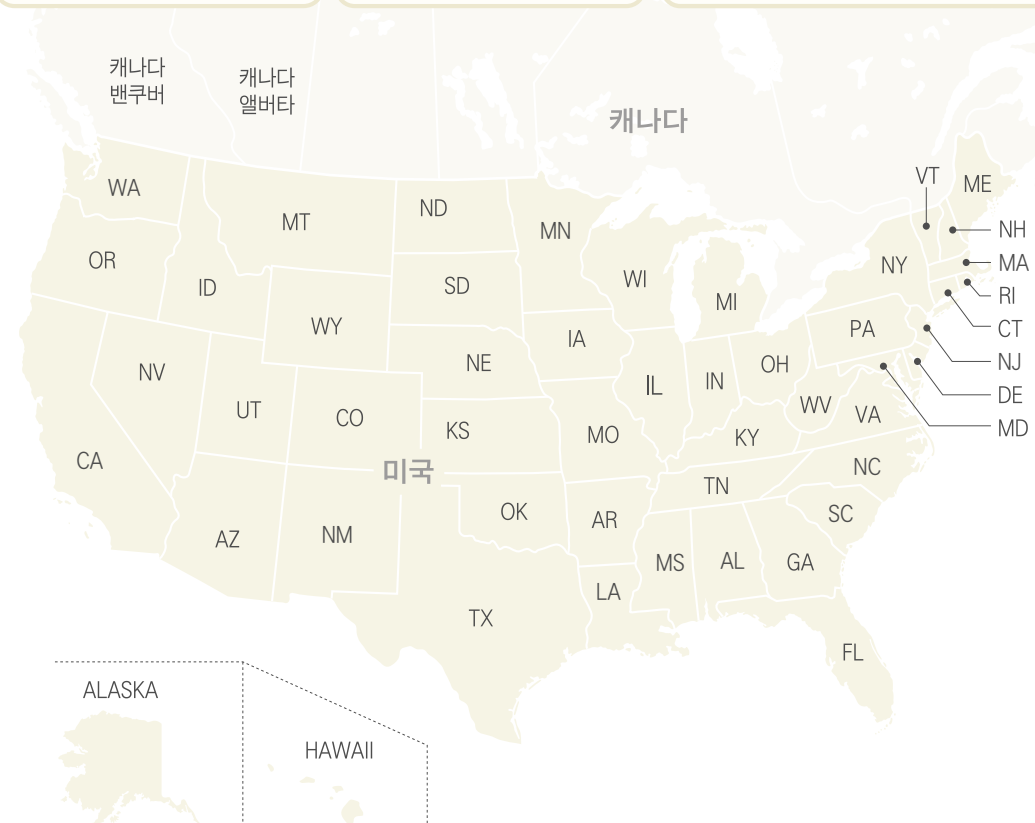 캐나다
밴쿠버
캐나다
앨버타
캐나다
VT
ME
WA
MT
ND
MN
NH
OR
ID
SD
WI
NY
MA
MI
RI
WY
IA
PA
CT
NV
NE
OH
NJ
UT
CO
KS
IL
IN
WV
VA
DE
MO
KY
MD
CA
미국
TN
NC
AZ
NM
OK
AR
SC
MS
AL
GA
LA
TX
FL
ALASKA
HAWAII